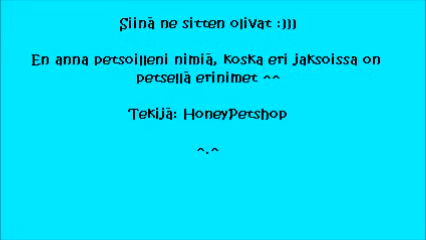 Siinä ne sitten olivat :)))
En anna petsoilleni nimiä, koska eri jaksoissa on
petsellä erinimet ^^
Tekijä: HoneyPetshop
^.^